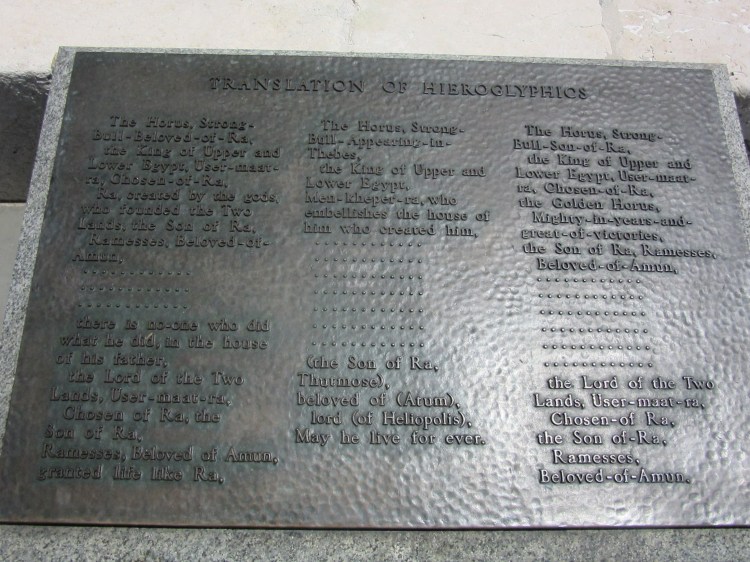 TRANSLATION OF HIEROGLYPHICS
The Horus, Strong-
Bull-Beloved-of-Ra,
the King of Upper and
Lower Egypt, User-maat-
ra, Chosen-of-Ra,
Ra, created by the gods,
who founded the Two
Lands, the Son of Ra,
Ramesses, Beloved-of-
Amun,
. . . . . . . . . . . .
. . . . . . . . . . . .
. . . . . . . . . . . .
there is no-one who did
what he did, in the house
of his father,
the Lord of the Two
Lands, User-maat-ra,
Chosen of Ra, the
Son of Ra,
Ramesses, Beloved of Amun,
granted life like Ra,
The Horus, Strong-
Bull-Appearing-in-
Thebes,
the King of Upper and
Lower Egypt,
Men-kheper-ra, who
embellishes the house of
him who created him,
. . . . . . . . . . . .
. . . . . . . . . . . .
. . . . . . . . . . . .
. . . . . . . . . . . .
. . . . . . . . . . . .
. . . . . . . . . . . .
. . . . . . . . . . . .
(the Son of Ra,
Thutmose),
beloved of (Atum),
lord (of Heliopolis),
May he live for ever.
The Horus, Strong-
Bull-Son-of-Ra,
the King of Upper and
Lower Egypt, User-maat-
ra, Chosen-of-Ra,
the Golden Horus,
Mighty-in-years-and-
great-of-victories,
the Son of Ra, Ramesses,
Beloved-of-Amun,
. . . . . . . . . . . .
. . . . . . . . . . . .
. . . . . . . . . . . .
. . . . . . . . . . . .
. . . . . . . . . . . .
. . . . . . . . . . . .
the Lord of the Two
Lands, User-maat-ra,
Chosen-of Ra,
the Son of-Ra,
Ramesses,
Beloved-of-Amun.